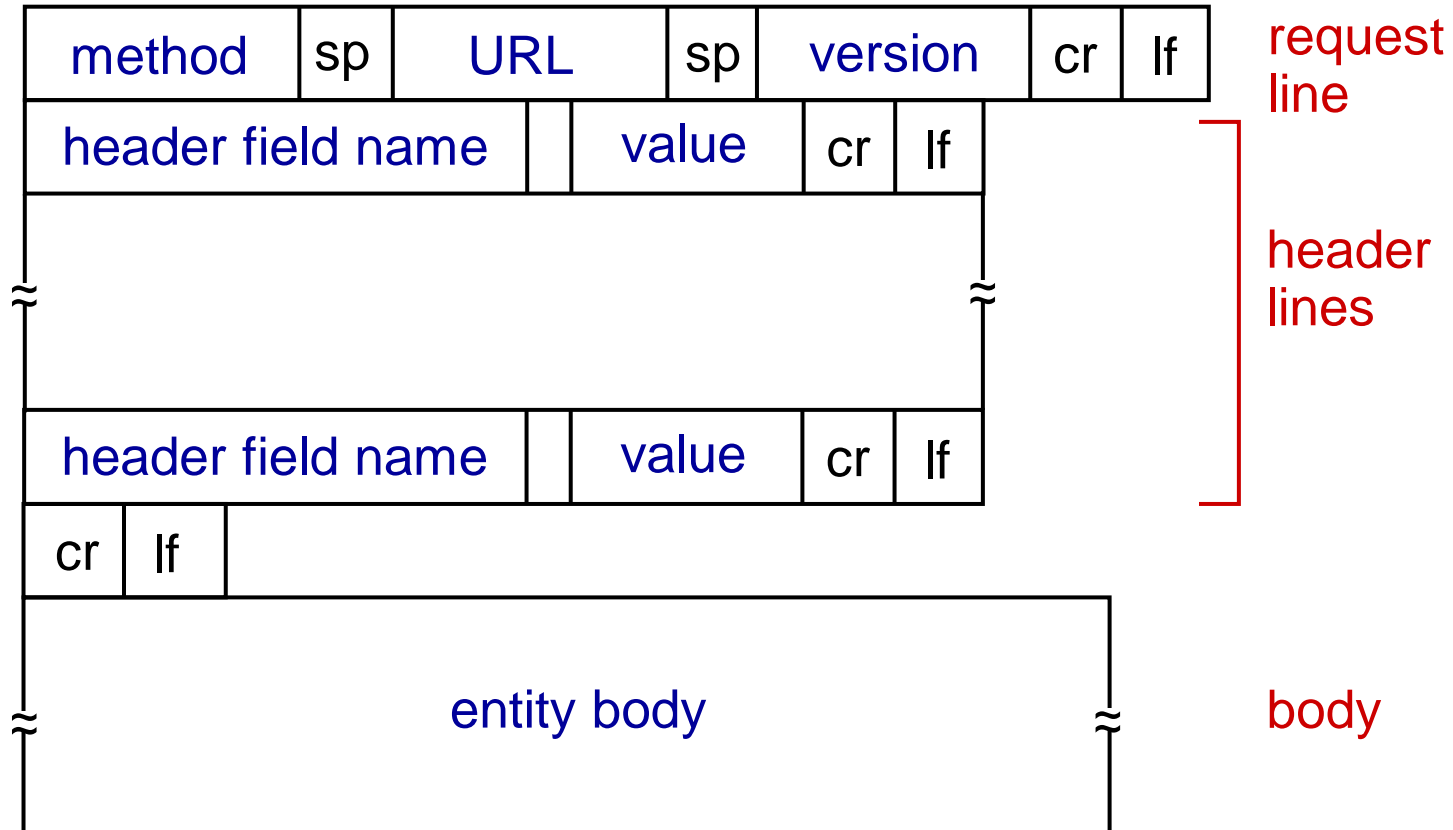 method sp URL sp version cr lf
request
line
header field name value cr lf
header
lines
≈ ≈
header field name value cr lf
cr lf
≈ entity body ≈
body